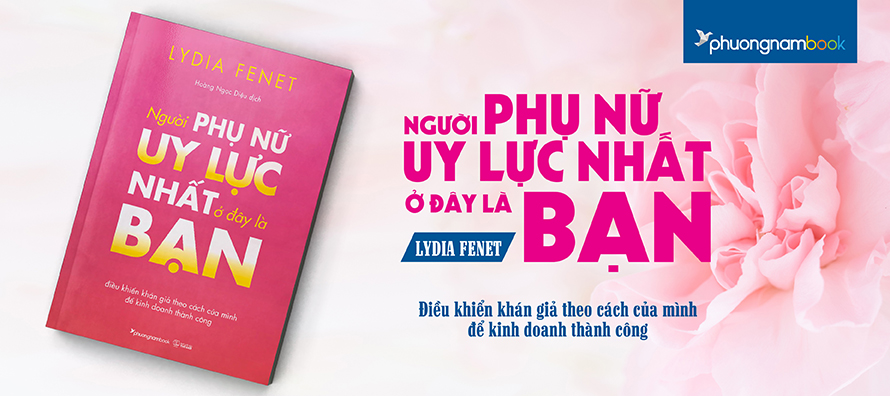 LYDIA FENET
Hoàng Ngọc Diệu dịch
Người PHỤ NỮ
UY LỰC
NHẤT ở đây là
BẠN
điều khiển khán giả theo cách của mình
để kinh doanh thành công
phuongnambook
phuongnambook
NGƯỜI PHỤ NỮ
UY LỰC NHẤT
Ở ĐÂY LÀ BẠN
LYDIA FENET
Điều khiển khán giả theo cách của mình
để kinh doanh thành công